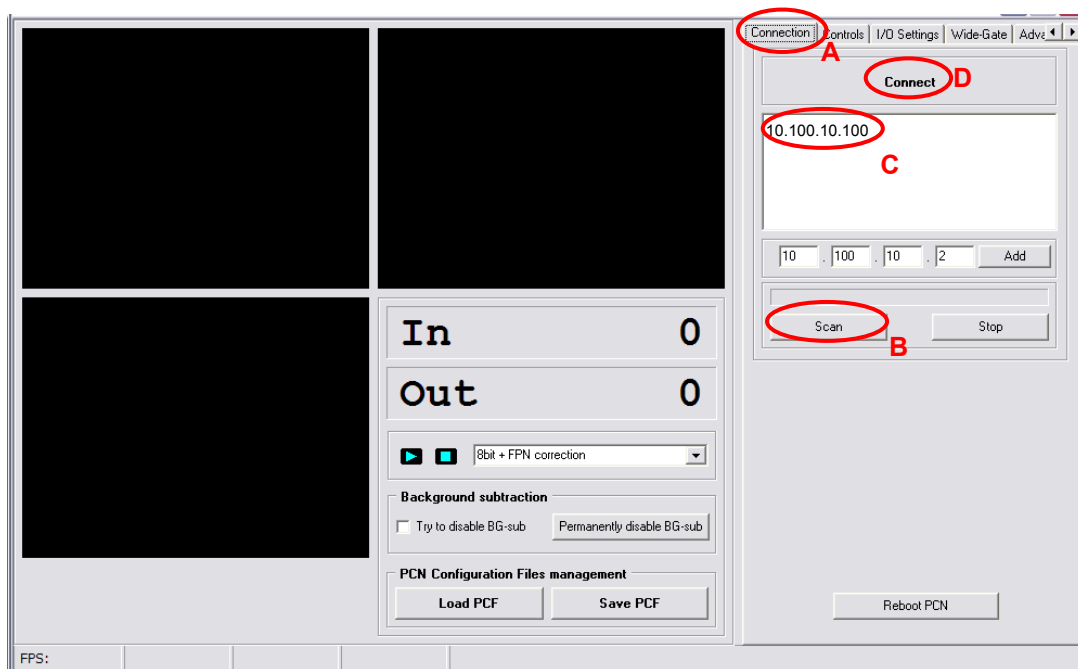 Connection Controls I/O Settings Wide-Gate Adva
A
Connect D
10.100.10.100
C
10 . 100 . 10 . 2 Add
Scan Stop
B
In 0
Out 0
8bit + FPN correction
Background subtraction
Try to disable BG-sub Permanently disable BG-sub
PCN Configuration Files management
Load PCF Save PCF
Reboot PCN
FPS: